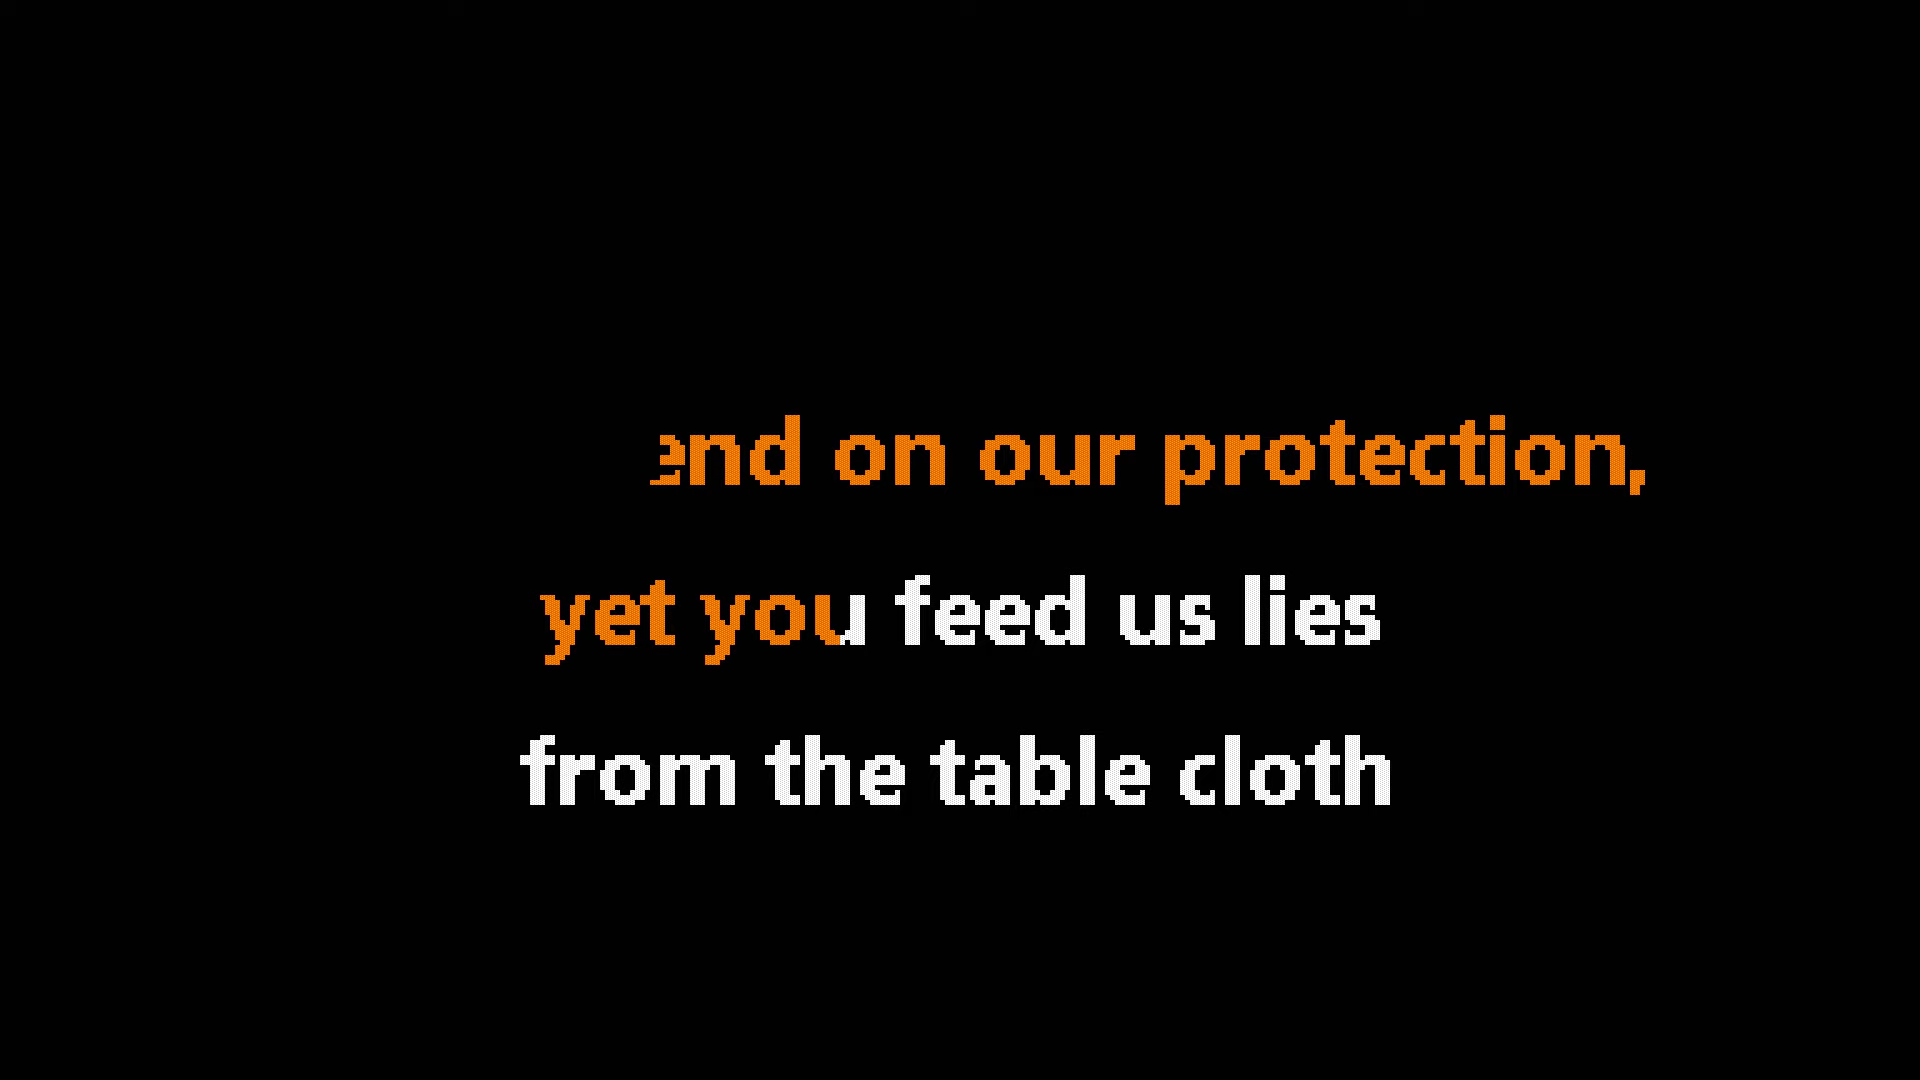 end on our protection,
yet you feed us lies
from the table cloth